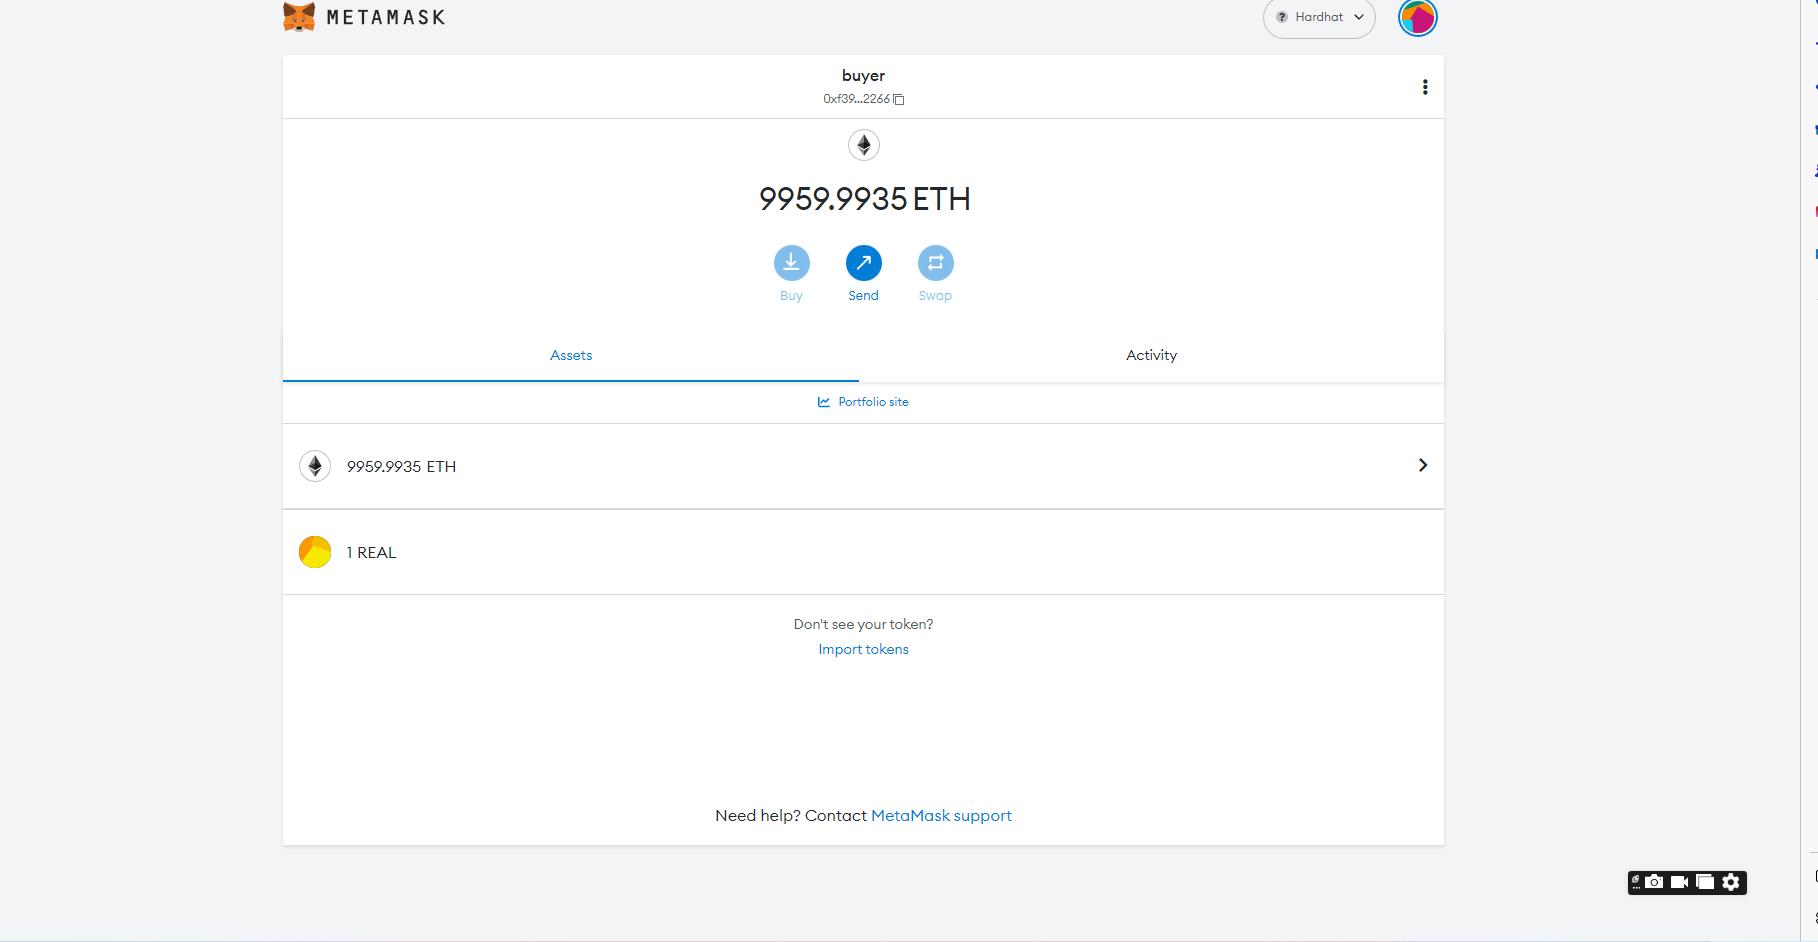 METAMASK
Hardhat
buyer
0xf39...2266
9959.9935 ETH
Buy
Send
Swap
Assets
Activity
Portfolio site
9959.9935 ETH
1 REAL
Don't see your token?
Import tokens
Need help? Contact MetaMask support